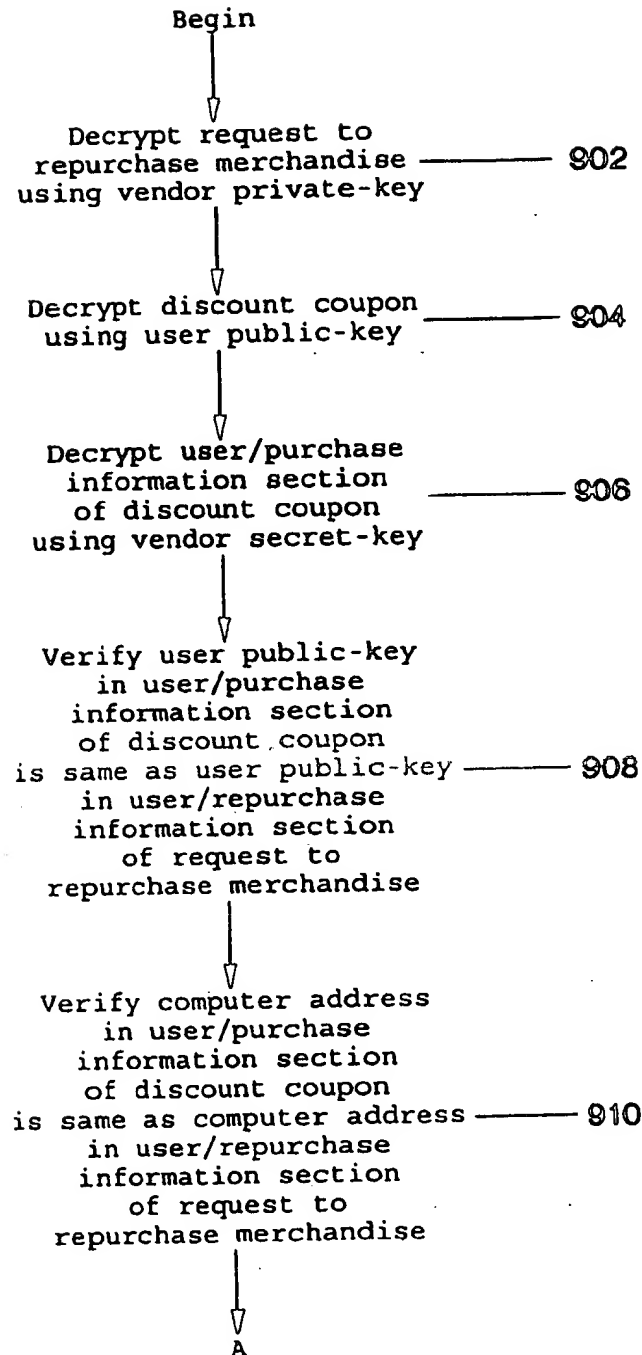 Begin
Decrypt request to
repurchase merchandise
using vendor private-key
902
Decrypt discount coupon
using user public-key
904
Decrypt user/purchase
information section
of discount coupon
using vendor secret-key
906
Verify user public-key
in user/purchase
information section
of discount coupon
is same as user public-key
in user/repurchase
information section
of request to
repurchase merchandise
908
Verify computer address
in user/purchase
information section
of discount coupon
is same as computer address
in user/repurchase
information section
of request to
repurchase merchandise
910
A